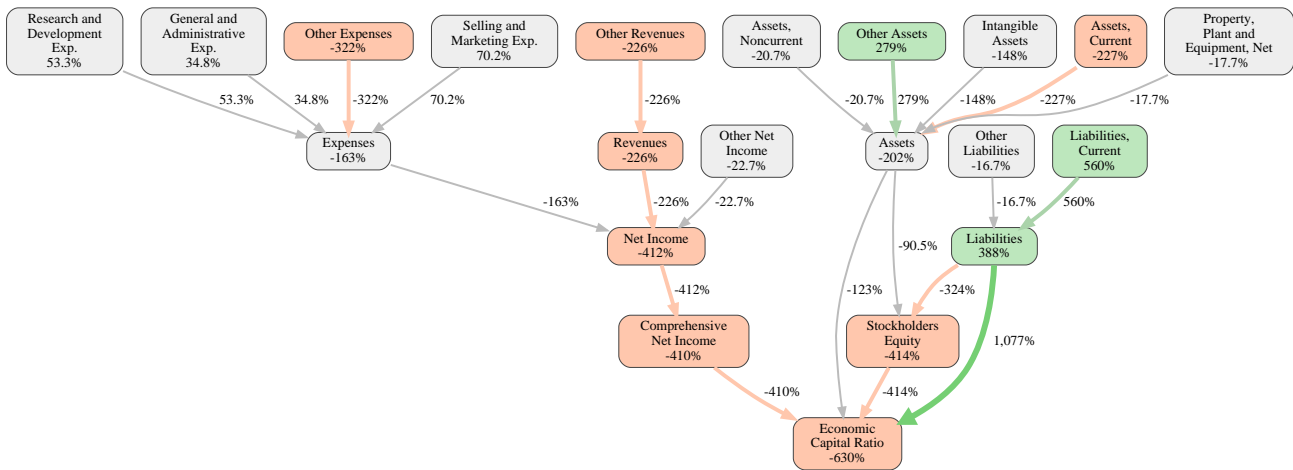 Research and
Development
Exp.
53.3%
General and
Administrative
Exp.
34.8%
Other Expenses
-322%
Selling and
Marketing Exp.
70.2%
Other Revenues
-226%
Assets,
Noncurrent
-20.7%
Other Assets
279%
Intangible
Assets
-148%
Assets,
Current
-227%
Property,
Plant and
Equipment, Net
-17.7%
53.3%
34.8%
-322%
70.2%
-226%
-20.7%
279%
-148%
-227%
-17.7%
Expenses
-163%
Revenues
-226%
Other Net
Income
-22.7%
Assets
-202%
Other
Liabilities
-16.7%
Liabilities,
Current
560%
-163%
-226%
-22.7%
-16.7%
560%
Net Income
-412%
-90.5%
Liabilities
388%
-412%
-123%
-324%
Comprehensive
Net Income
-410%
Stockholders
Equity
-414%
1,077%
-410%
-414%
Economic
Capital Ratio
-630%